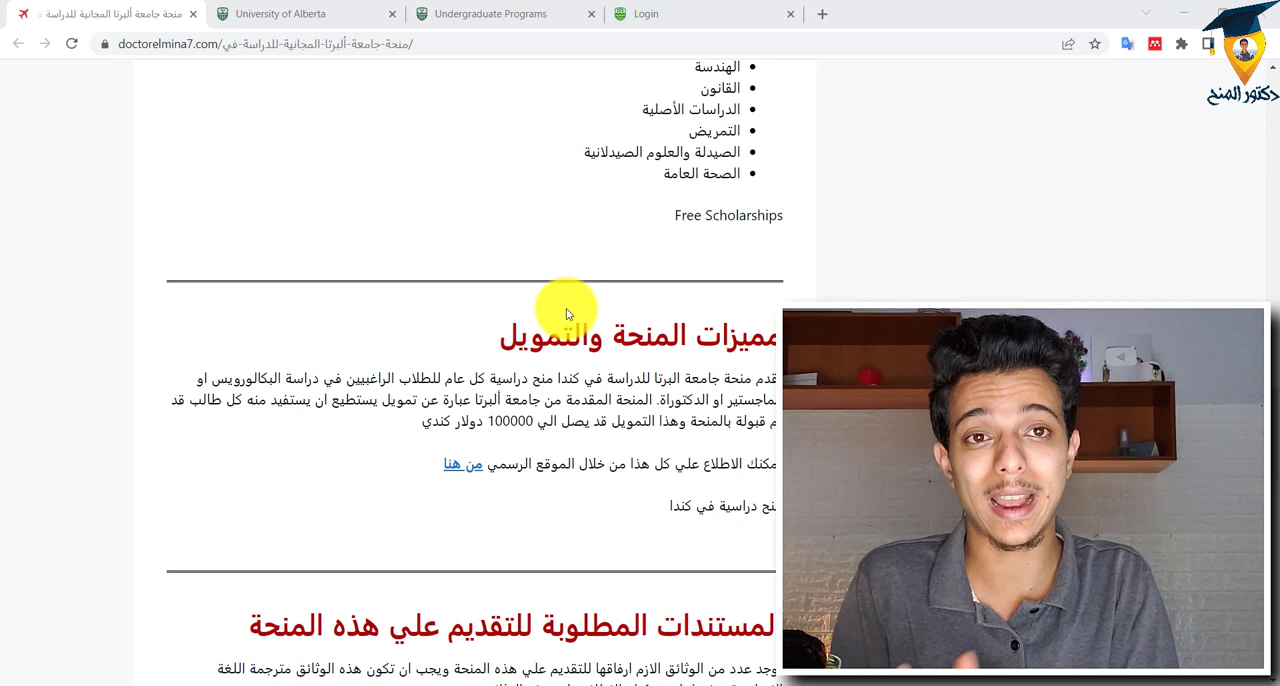 منحة جامعة ألبرتا المجانية للدراسة
University of Alberta
Undergraduate Programs
Login
doctorelmina7.com/منحة-جامعة-ألبرتا-المجانية-للدراسة-في/
دكتور المنح
الهندسة
القانون
الدراسات الأصلية
التمريض
الصيدلة والعلوم الصيدلانية
الصحة العامة
Free Scholarships
مميزات المنحة والتمويل
قدم منحة جامعة البرتا للدراسة في كندا منح دراسية كل عام للطلاب الراغبيين في دراسة البكالورويس او
ماجستير او الدكتوراة. المنحة المقدمة من جامعة ألبرتا عبارة عن تمويل يستطيع ان يستفيد منه كل طالب قد
م قبولة بالمنحة وهذا التمويل قد يصل الي 100000 دولار كندي
مكنك الاطلاع علي كل هذا من خلال الموقع الرسمي من هنا
نح دراسية في كندا
لمستندات المطلوبة للتقديم علي هذه المنحة
وجد عدد من الوثائق الازم ارفاقها للتقديم علي هذه المنحة ويجب ان تكون هذه الوثائق مترجمة اللغة